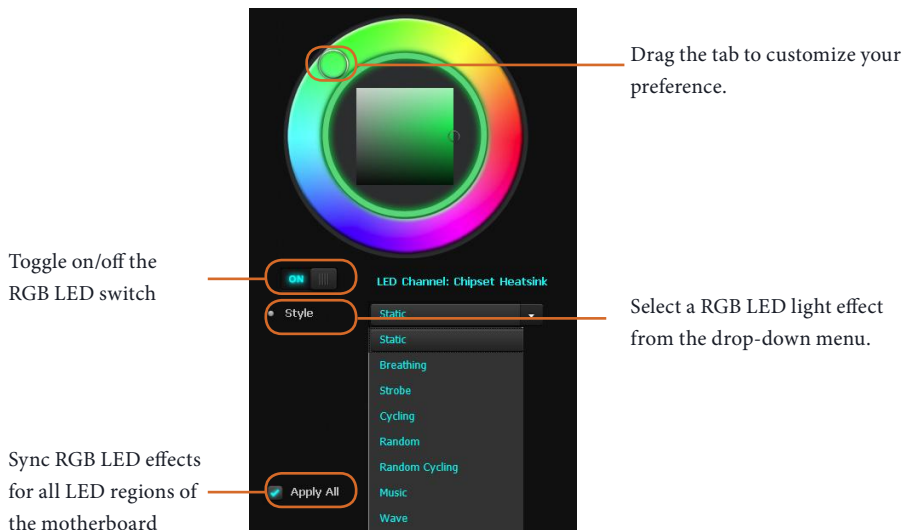 Drag the tab to customize your
preference.
Toggle on/off the
RGB LED switch
ON
LED Channel: Chipset Heatsink
Style
Static
Select a RGB LED light effect
from the drop-down menu.
Static
Breathing
Strobe
Cycling
Random
Random Cycling
Music
Wave
Sync RGB LED effects
for all LED regions of
the motherboard
Apply All